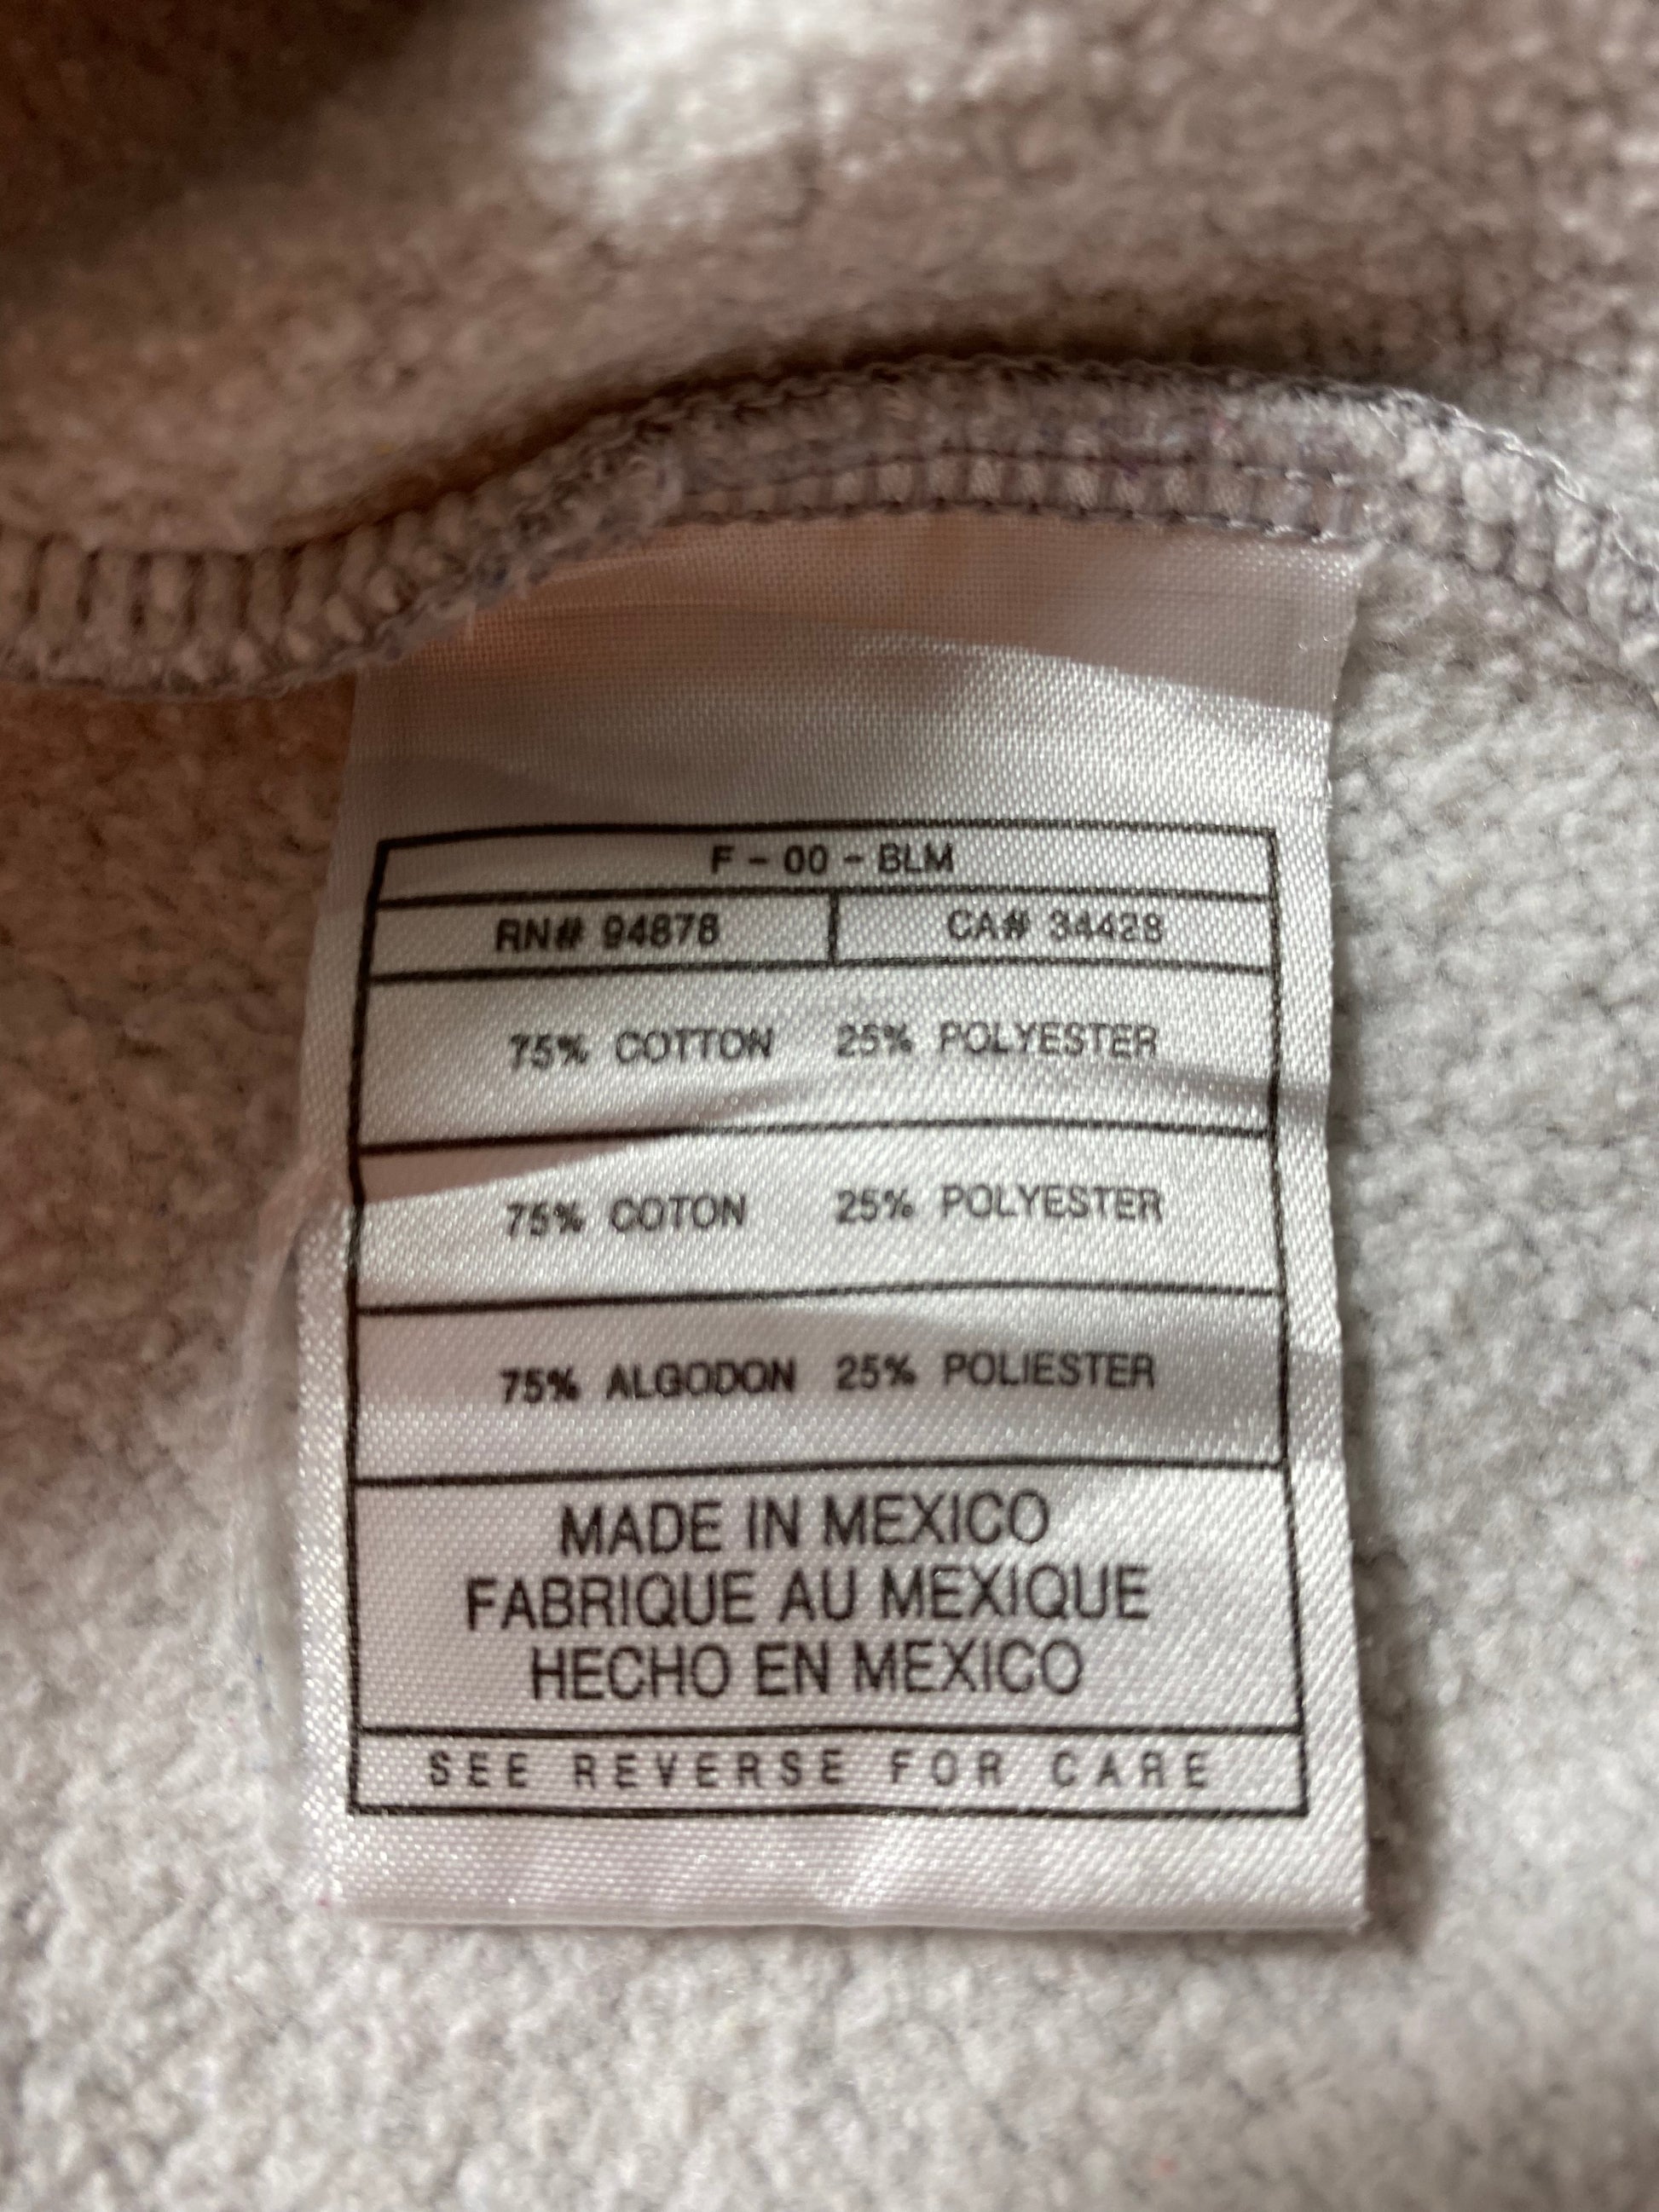 F - 00 - BLM
RN# 94878 CA# 34428
75% COTTON 25% POLYESTER
75% COTON 25% POLYESTER
75% ALGODON 25% POLIESTER
MADE IN MEXICO
FABRIQUE AU MEXIQUE
HECHO EN MEXICO
SEE REVERSE FOR CARE